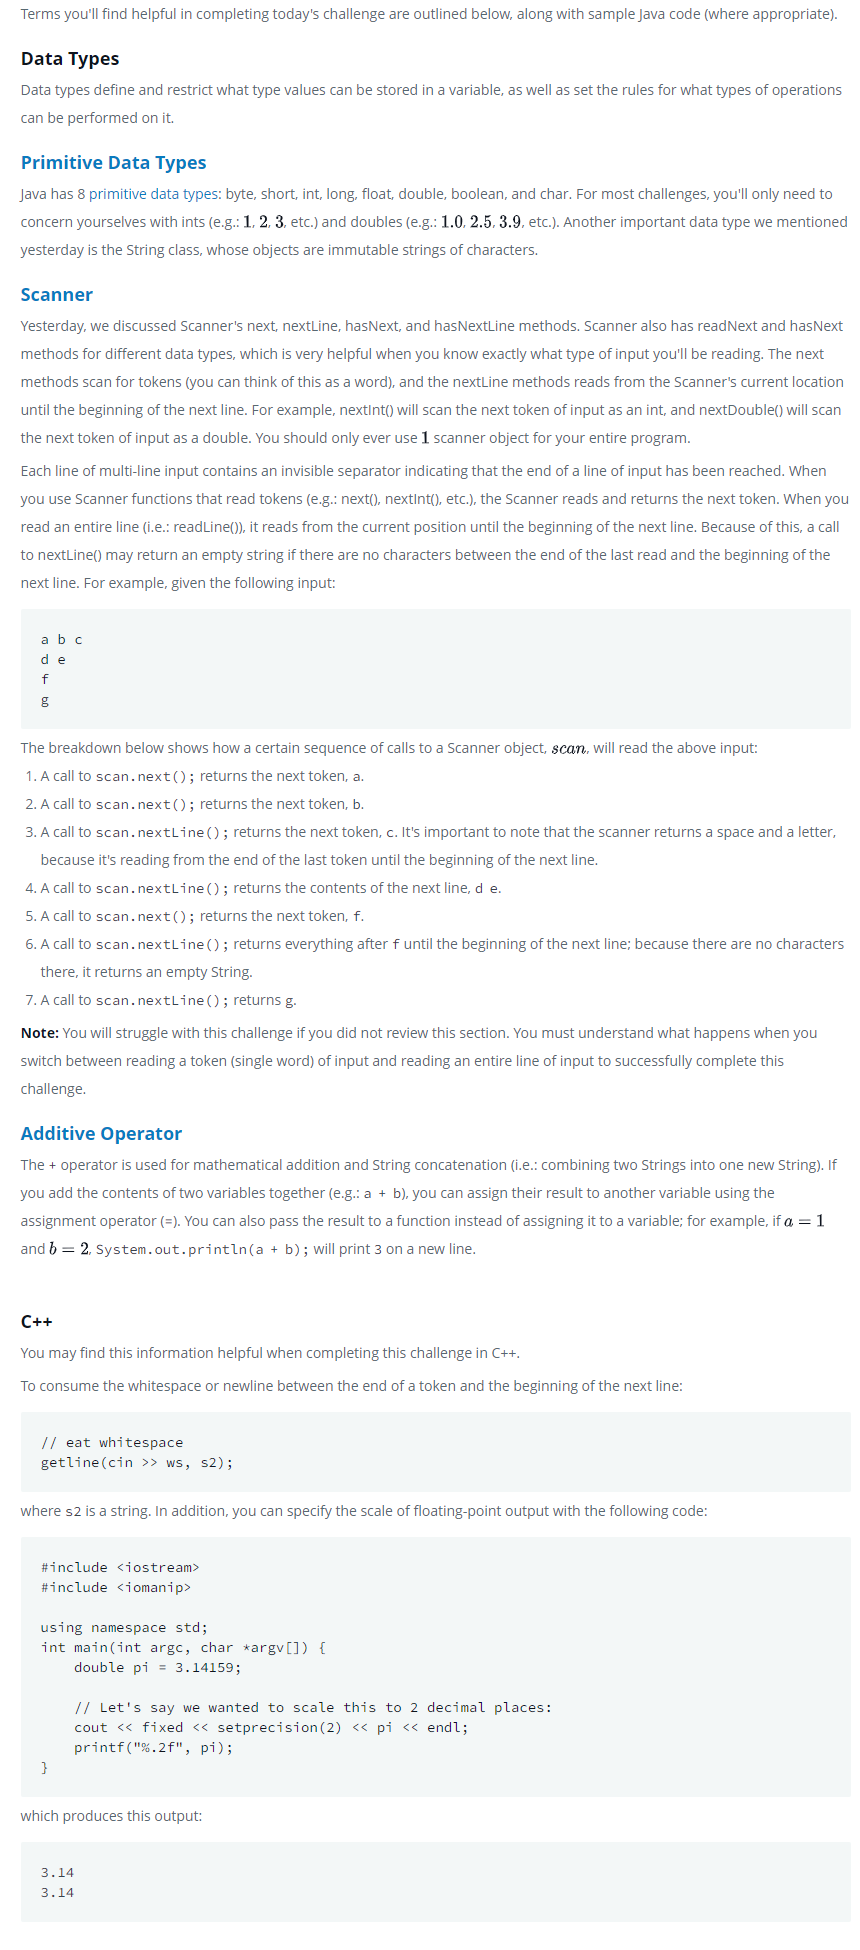 Terms you'll find helpful in completing today's challenge are outlined below, along with sample Java code (where appropriate).
Data Types
Data types define and restrict what type values can be stored in a variable, as well as set the rules for what types of operations
can be performed on it.
Primitive Data Types
Java has 8 primitive data types: byte, short, int, long, float, double, boolean, and char. For most challenges, you'll only need to
concern yourselves with ints (e.g.: 1, 2, 3, etc.) and doubles (e.g.: 1.0, 2.5, 3.9, etc.). Another important data type we mentioned
yesterday is the String class, whose objects are immutable strings of characters.
Scanner
Yesterday, we discussed Scanner's next, nextLine, hasNext, and hasNextLine methods. Scanner also has readNext and hasNext
methods for different data types, which is very helpful when you know exactly what type of input you'll be reading. The next
methods scan for tokens (you can think of this as a word), and the nextLine methods reads from the Scanner's current location
until the beginning of the next line. For example, nextInt() will scan the next token of input as an int, and nextDouble() will scan
the next token of input as a double. You should only ever use 1 scanner object for your entire program.
Each line of multi-line input contains an invisible separator indicating that the end of a line of input has been reached. When
you use Scanner functions that read tokens (e.g.: next(), nextInt(), etc.), the Scanner reads and returns the next token. When you
read an entire line (i.e.: readLine()), it reads from the current position until the beginning of the next line. Because of this, a call
to nextLine() may return an empty string if there are no characters between the end of the last read and the beginning of the
next line. For example, given the following input:
a b c
d e
f
g
The breakdown below shows how a certain sequence of calls to a Scanner object, scan, will read the above input:
1. A call to scan.next(); returns the next token, a.
2. A call to scan.next(); returns the next token, b.
3. A call to scan.nextLine(); returns the next token, c. It's important to note that the scanner returns a space and a letter,
because it's reading from the end of the last token until the beginning of the next line.
4. A call to scan.nextLine(); returns the contents of the next line, d e.
5. A call to scan.next(); returns the next token, f.
6. A call to scan.nextLine(); returns everything after f until the beginning of the next line; because there are no characters
there, it returns an empty String.
7. A call to scan.nextLine(); returns g.
Note: You will struggle with this challenge if you did not review this section. You must understand what happens when you
switch between reading a token (single word) of input and reading an entire line of input to successfully complete this
challenge.
Additive Operator
The + operator is used for mathematical addition and String concatenation (i.e.: combining two Strings into one new String). If
you add the contents of two variables together (e.g.: a + b), you can assign their result to another variable using the
assignment operator (=). You can also pass the result to a function instead of assigning it to a variable; for example, if a = 1
and b = 2, System.out.println(a + b); will print 3 on a new line.
C++
You may find this information helpful when completing this challenge in C++.
To consume the whitespace or newline between the end of a token and the beginning of the next line:
// eat whitespace
getline(cin >> ws, s2);
where s2 is a string. In addition, you can specify the scale of floating-point output with the following code:
#include <iostream>
#include <iomanip>
using namespace std;
int main(int argc, char *argv[]) {
    double pi = 3.14159;
    // Let's say we wanted to scale this to 2 decimal places:
    cout << fixed << setprecision(2) << pi << endl;
    printf("%.2f", pi);
}
which produces this output:
3.14
3.14